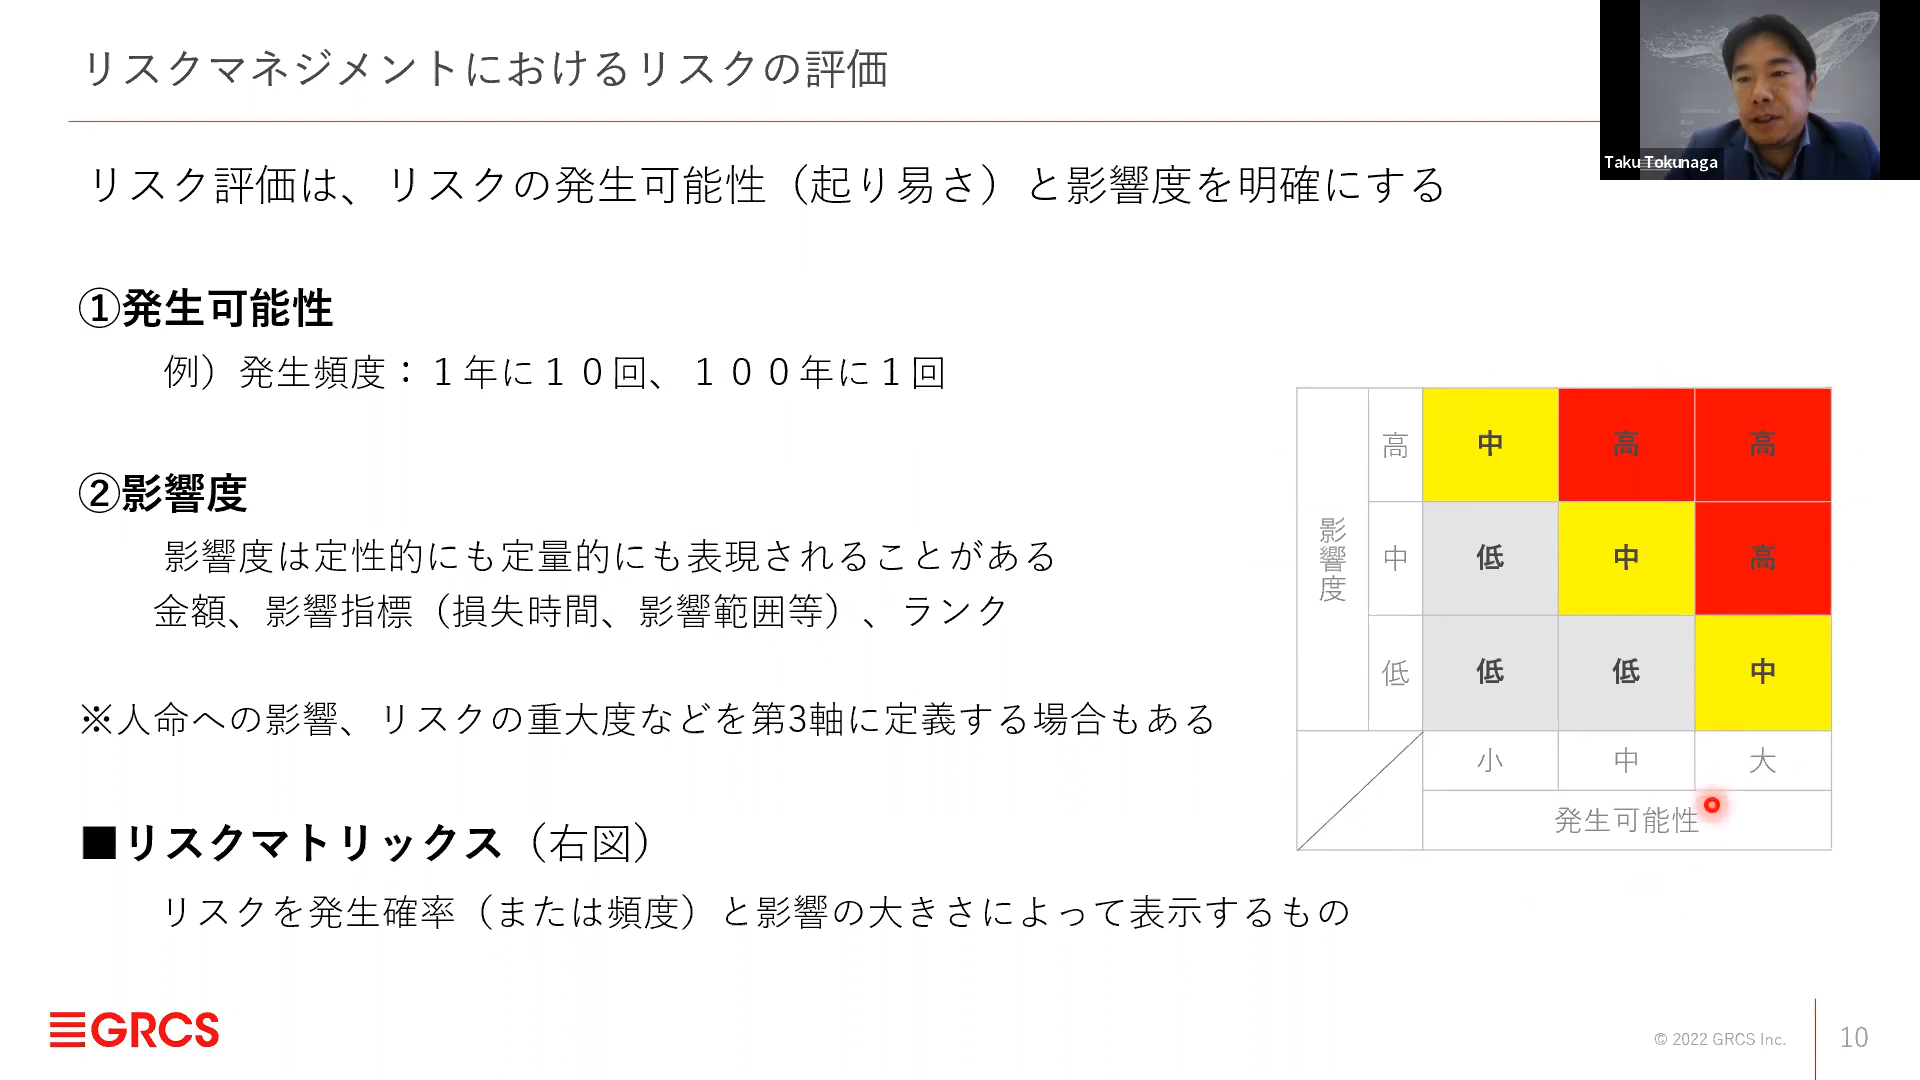 リスクマネジメントにおけるリスクの評価
Taku Tokunaga
リスク評価は、リスクの発生可能性（起り易さ）と影響度を明確にする
①発生可能性
例）発生頻度：１年に１０回、１００年に１回
②影響度
影響度は定性的にも定量的にも表現されることがある
金額、影響指標（損失時間、影響範囲等）、ランク
※人命への影響、リスクの重大度などを第3軸に定義する場合もある
■リスクマトリックス（右図）
リスクを発生確率（または頻度）と影響の大きさによって表示するもの
影響度
高 中 高 高
中 低 中 高
低 低 低 中
小 中 大
発生可能性
GRCS
© 2022 GRCS Inc.
10